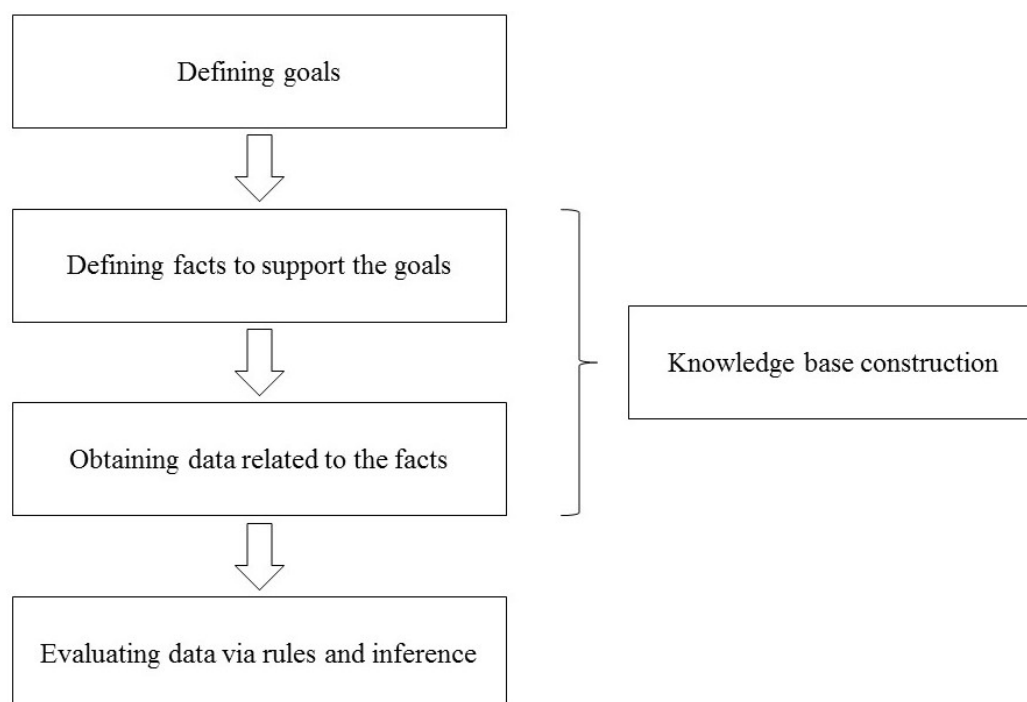 Defining goals
Defining facts to support the goals
Knowledge base construction
Obtaining data related to the facts
Evaluating data via rules and inference